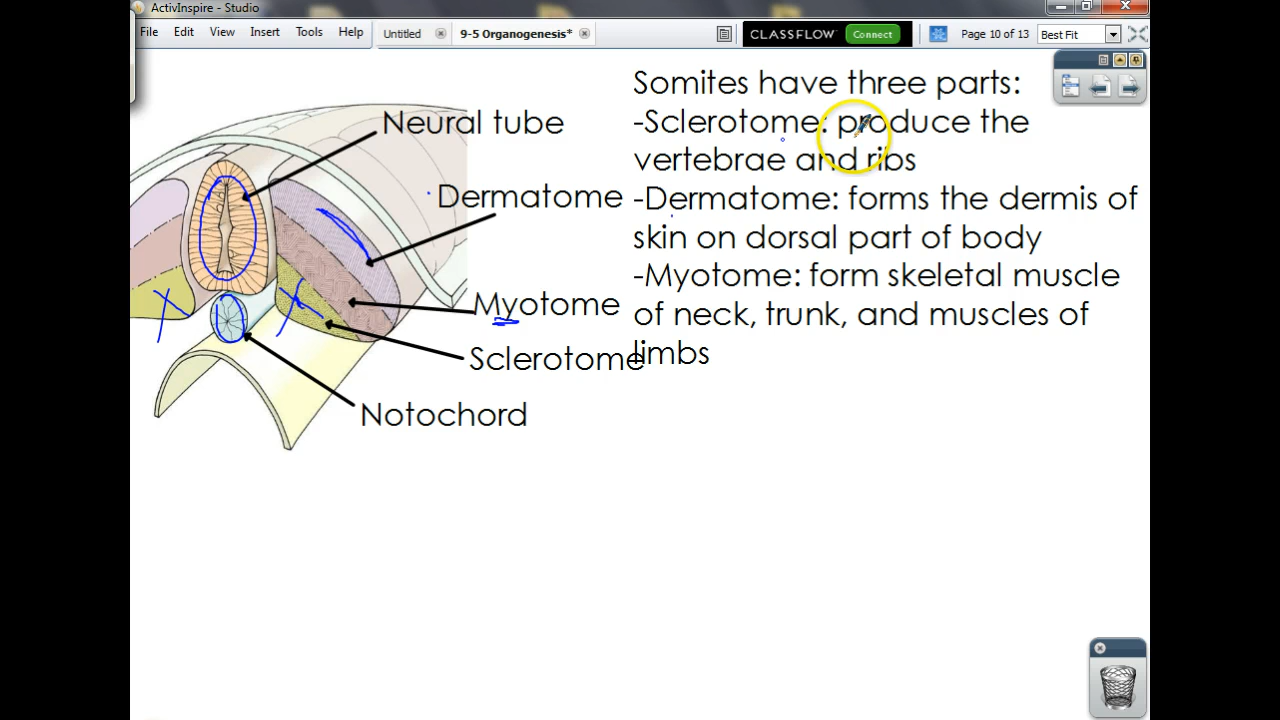 ActivInspire - Studio
File Edit View Insert Tools Help
Untitled
9-5 Organogenesis*
CLASSFLOW Connect
Page 10 of 13
Best Fit
Neural tube
Dermatome
Myotome
Sclerotome
Notochord
Somites have three parts:
-Sclerotome: produce the
vertebrae and ribs
-Dermatome: forms the dermis of
skin on dorsal part of body
-Myotome: form skeletal muscle
of neck, trunk, and muscles of
limbs